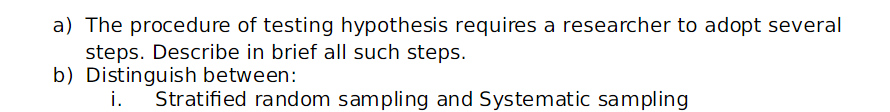 a) The procedure of testing hypothesis requires a researcher to adopt several
steps. Describe in brief all such steps.
b) Distinguish between:
i. Stratified random sampling and Systematic sampling